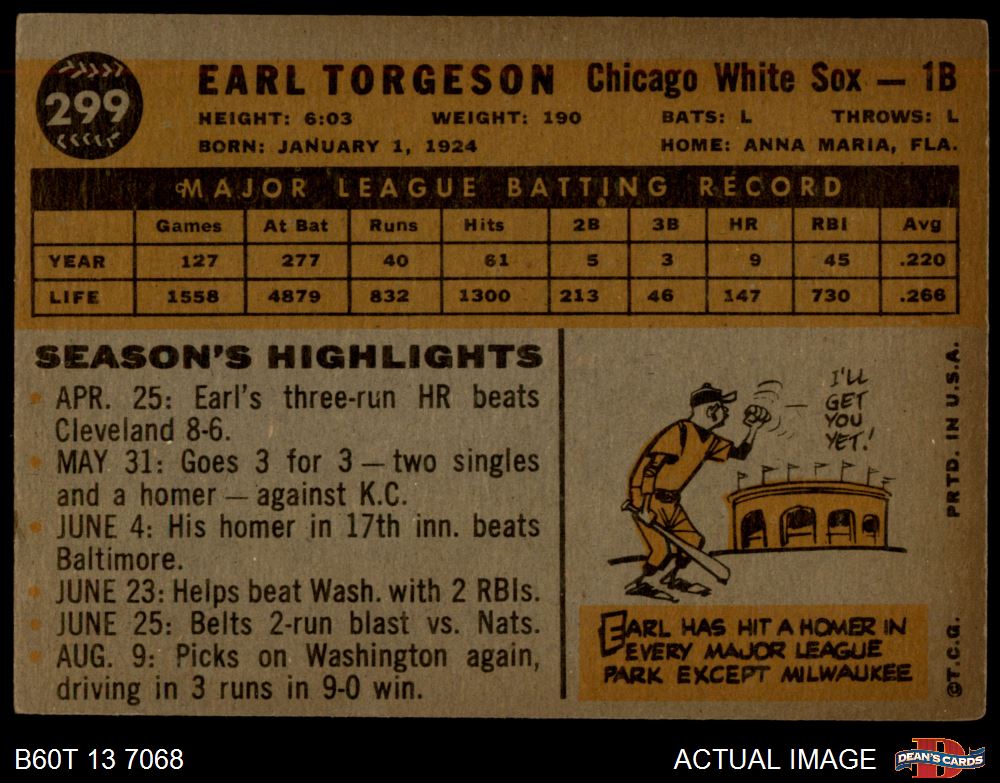 299
EARL TORGESON Chicago White Sox — 1B
HEIGHT: 6:03 WEIGHT: 190 BATS: L THROWS: L
BORN: JANUARY 1, 1924 HOME: ANNA MARIA, FLA.
MAJOR LEAGUE BATTING RECORD
Games At Bat Runs Hits 2B 3B HR RBI Avg
YEAR 127 277 40 61 5 3 9 45 .220
LIFE 1558 4879 832 1300 213 46 147 730 .266
SEASON'S HIGHLIGHTS
APR. 25: Earl's three-run HR beats
Cleveland 8-6.
MAY 31: Goes 3 for 3 — two singles
and a homer — against K.C.
JUNE 4: His homer in 17th inn. beats
Baltimore.
JUNE 23: Helps beat Wash. with 2 RBIs.
JUNE 25: Belts 2-run blast vs. Nats.
AUG. 9: Picks on Washington again,
driving in 3 runs in 9-0 win.
I'LL
GET
YOU
YET!
EARL HAS HIT A HOMER IN
EVERY MAJOR LEAGUE
PARK EXCEPT MILWAUKEE
©T.C.G. PRTD. IN U.S.A.
B60T 13 7068 ACTUAL IMAGE
DEAN'S CARDS